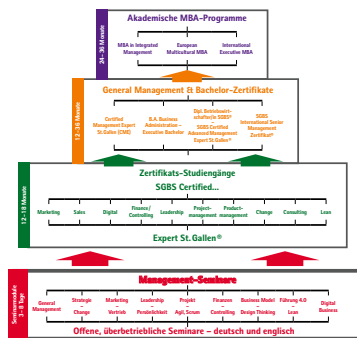 24–36 Monate
Akademische MBA-Programme
MBA in Integrated Management
European Multicultural MBA
International Executive MBA
12–36 Monate
General Management & Bachelor-Zertifikate
Certified Management Expert St.Gallen (CME)
B.A. Business Administration – Executive Bachelor
Dipl. Betriebswirtschafter/in SGBS® – SGBS Certified Advanced Management Expert St.Gallen®
SGBS International Senior Management Zertifikat®
12–18 Monate
Zertifikats-Studiengänge
SGBS Certified...
Marketing
Sales
Digital
Finance/ Controlling
Leadership
Project- management
Product- management
Change
Consulting
Lean
Expert St.Gallen®
Seminarmodule 3–8 Tage
Management-Seminare
General Management
Strategie – Change
Marketing – Vertrieb
Leadership – Persönlichkeit
Projekt – Agil, Scrum
Finanzen – Controlling
Business Model – Design Thinking
Führung 4.0 – Lean
Digital Business
Offene, überbetriebliche Seminare – deutsch und englisch